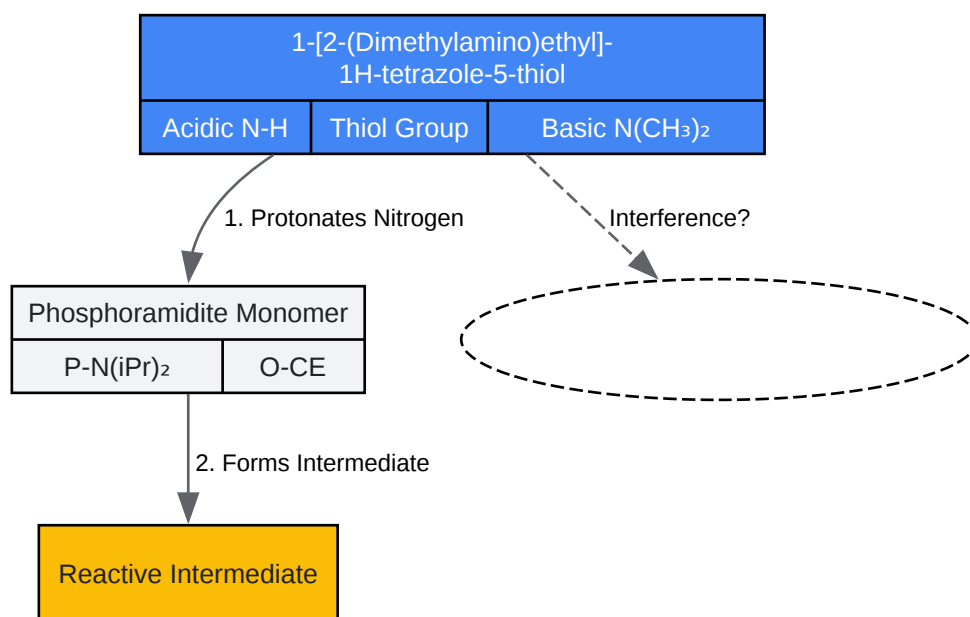 1-[2-(Dimethylamino)ethyl]-
1H-tetrazole-5-thiol
Acidic N-H
Thiol Group
Basic N(CH₃)₂
1. Protonates Nitrogen
Interference?
Phosphoramidite Monomer
P-N(iPr)₂
O-CE
2. Forms Intermediate
Reactive Intermediate